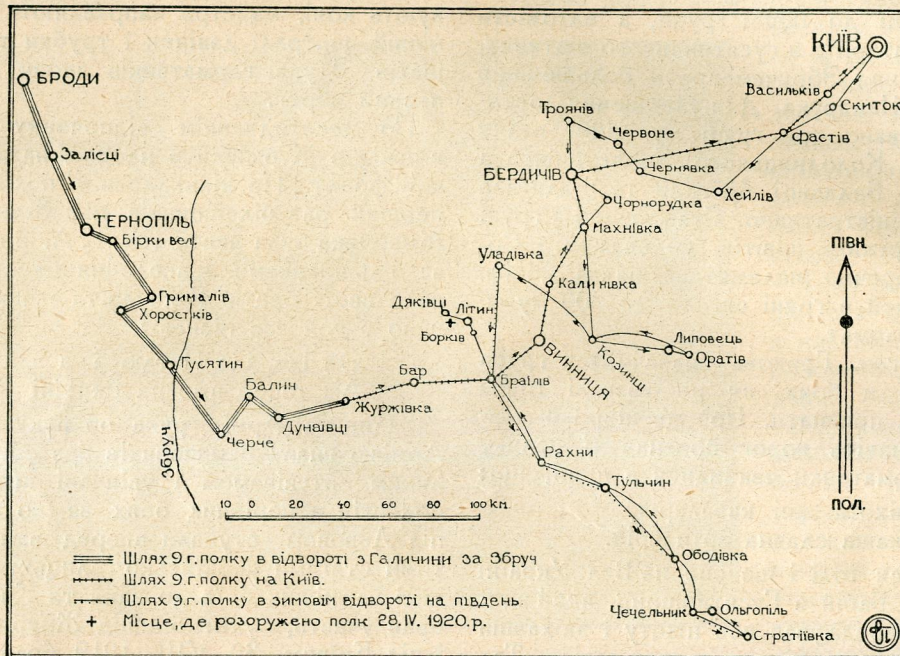 КИЇВ
БРОДИ
Васильків
Скиток
Троянів
Червоне
Фастів
Залісці
Чернявка
БЕРДИЧІВ
Хейлів
Чорнорудка
ТЕРНОПІЛЬ
Махнівка
Бірки вел.
ПІВН.
Уладівка
Калинівка
Грималів
Дяківці
Літин
Хоростків
Борків
Липовець
Оратів
Козинці
ВИННИЦЯ
Гусятин
Бар
Браїлів
Балин
Журжівка
Дунаївці
Черче
Збруч
Рахни
Тульчин
10 0 20 40 60 80 100 км.
ПОЛ.
Шлях 9.г.полку в відвороті з Галичини за Збруч
Ободівка
Шлях 9.г.полку на Київ.
Шлях 9.г.полку в зимовім відвороті на південь.
Чечельник
Ольгопіль
Місце, де розоружено полк 28.IV. 1920.р.
Стратіївка